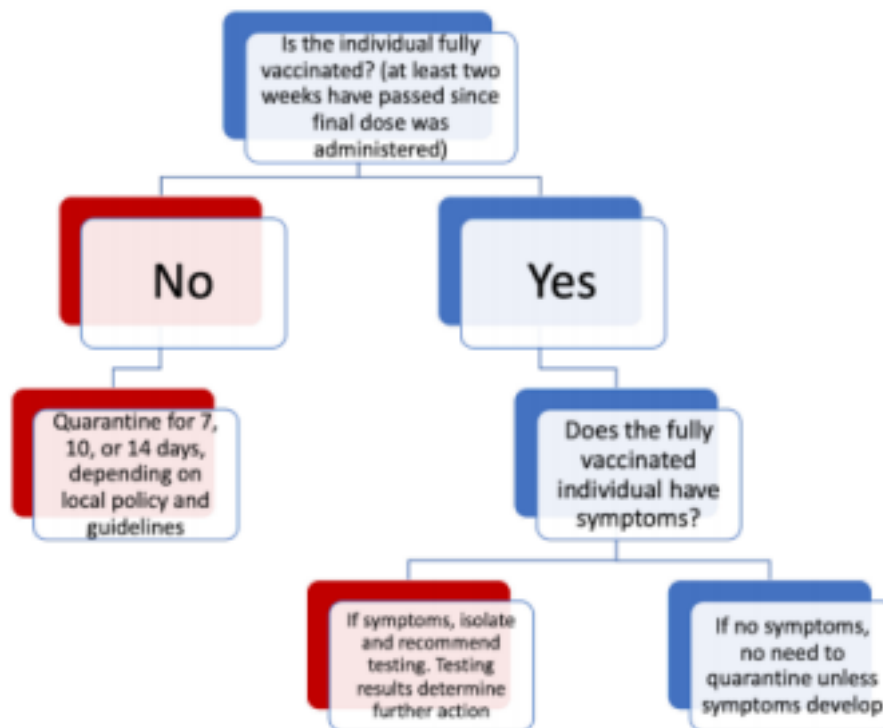 Is the individual fully
vaccinated? (at least two
weeks have passed since
final dose was
administered)
No
Yes
Quarantine for 7,
10, or 14 days,
depending on
local policy and
guidelines
Does the fully
vaccinated
individual have
symptoms?
If symptoms, isolate
and recommend
testing. Testing
results determine
further action
If no symptoms,
no need to
quarantine unless
symptoms develop